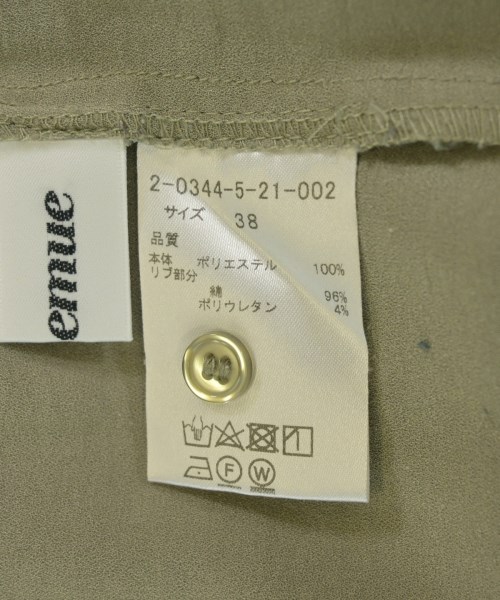 emue
2-0344-5-21-002
サイズ 38
品質
本体 ポリエステル 100%
リブ部分
綿 96%
ポリウレタン 4%
F W